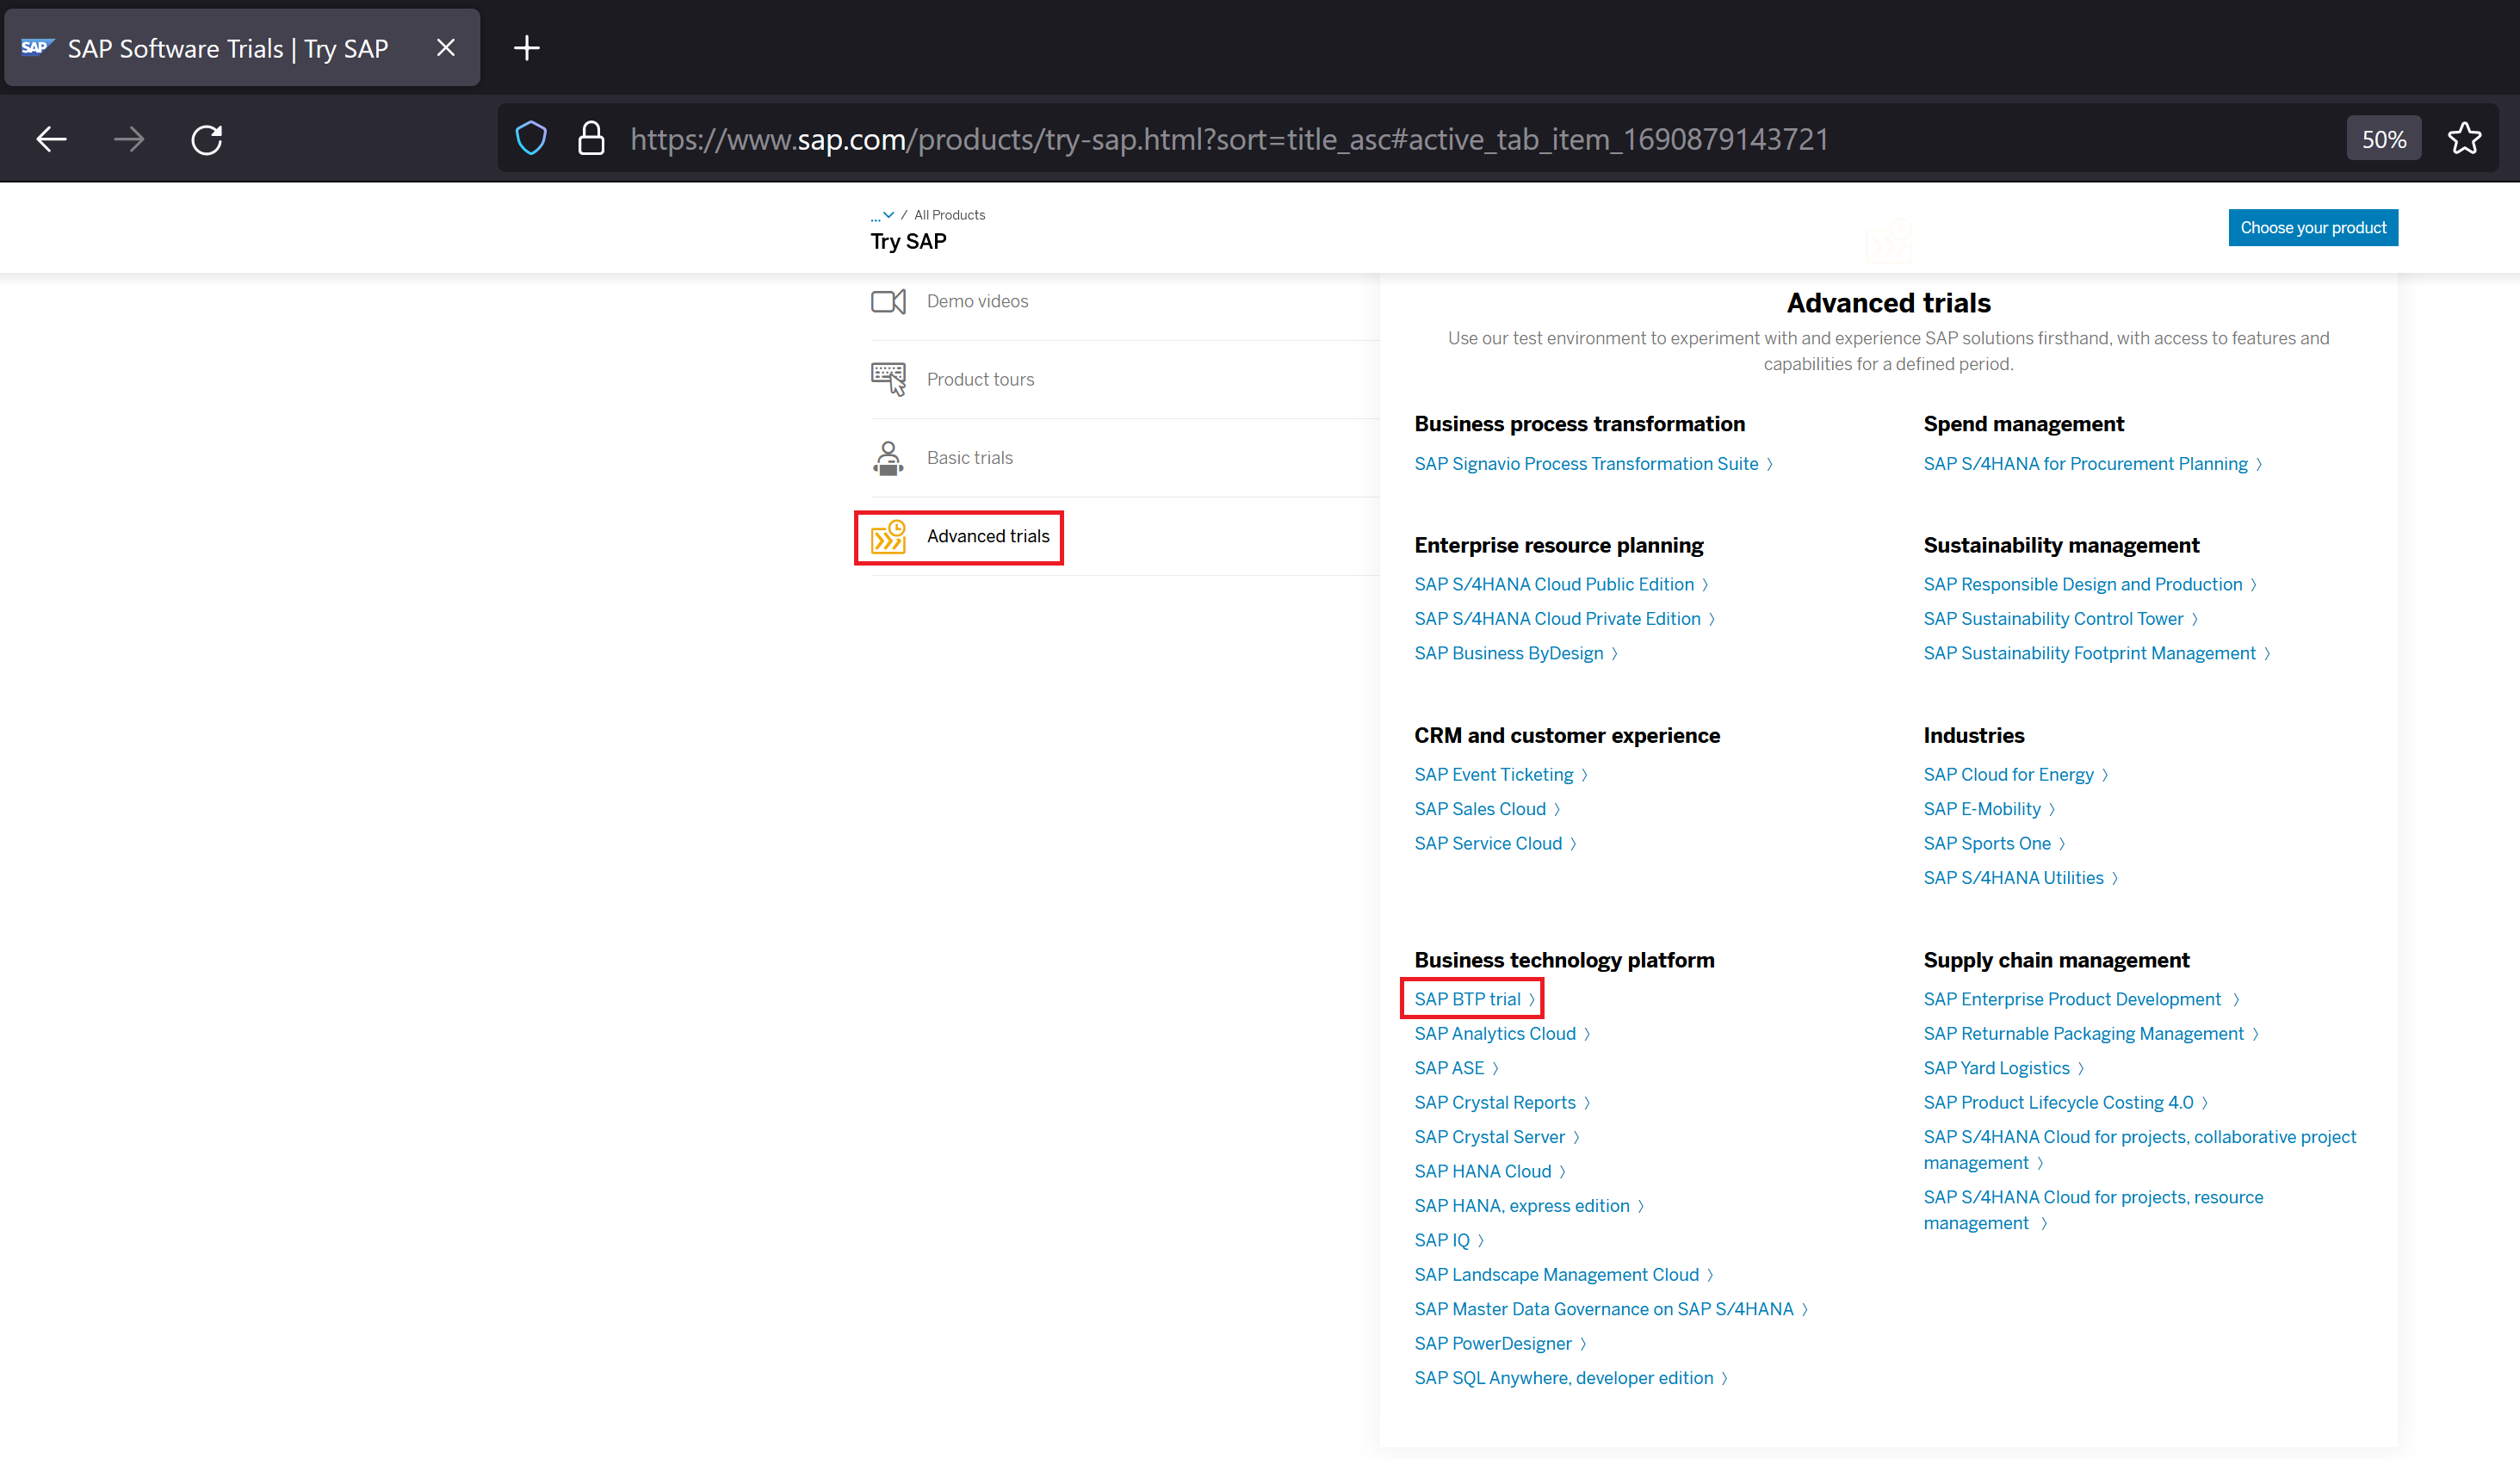 SAP SAP Software Trials | Try SAP
https://www.sap.com/products/try-sap.html?sort=title_asc#active_tab_item_1690879143721 50%
... / All Products
Try SAP
Choose your product
Demo videos
Product tours
Basic trials
Advanced trials
Advanced trials
Use our test environment to experiment with and experience SAP solutions firsthand, with access to features and
capabilities for a defined period.
Business process transformation
SAP Signavio Process Transformation Suite
Spend management
SAP S/4HANA for Procurement Planning
Enterprise resource planning
SAP S/4HANA Cloud Public Edition
SAP S/4HANA Cloud Private Edition
SAP Business ByDesign
Sustainability management
SAP Responsible Design and Production
SAP Sustainability Control Tower
SAP Sustainability Footprint Management
CRM and customer experience
SAP Event Ticketing
SAP Sales Cloud
SAP Service Cloud
Industries
SAP Cloud for Energy
SAP E-Mobility
SAP Sports One
SAP S/4HANA Utilities
Business technology platform
SAP BTP trial
SAP Analytics Cloud
SAP ASE
SAP Crystal Reports
SAP Crystal Server
SAP HANA Cloud
SAP HANA, express edition
SAP IQ
SAP Landscape Management Cloud
SAP Master Data Governance on SAP S/4HANA
SAP PowerDesigner
SAP SQL Anywhere, developer edition
Supply chain management
SAP Enterprise Product Development
SAP Returnable Packaging Management
SAP Yard Logistics
SAP Product Lifecycle Costing 4.0
SAP S/4HANA Cloud for projects, collaborative project
management
SAP S/4HANA Cloud for projects, resource
management